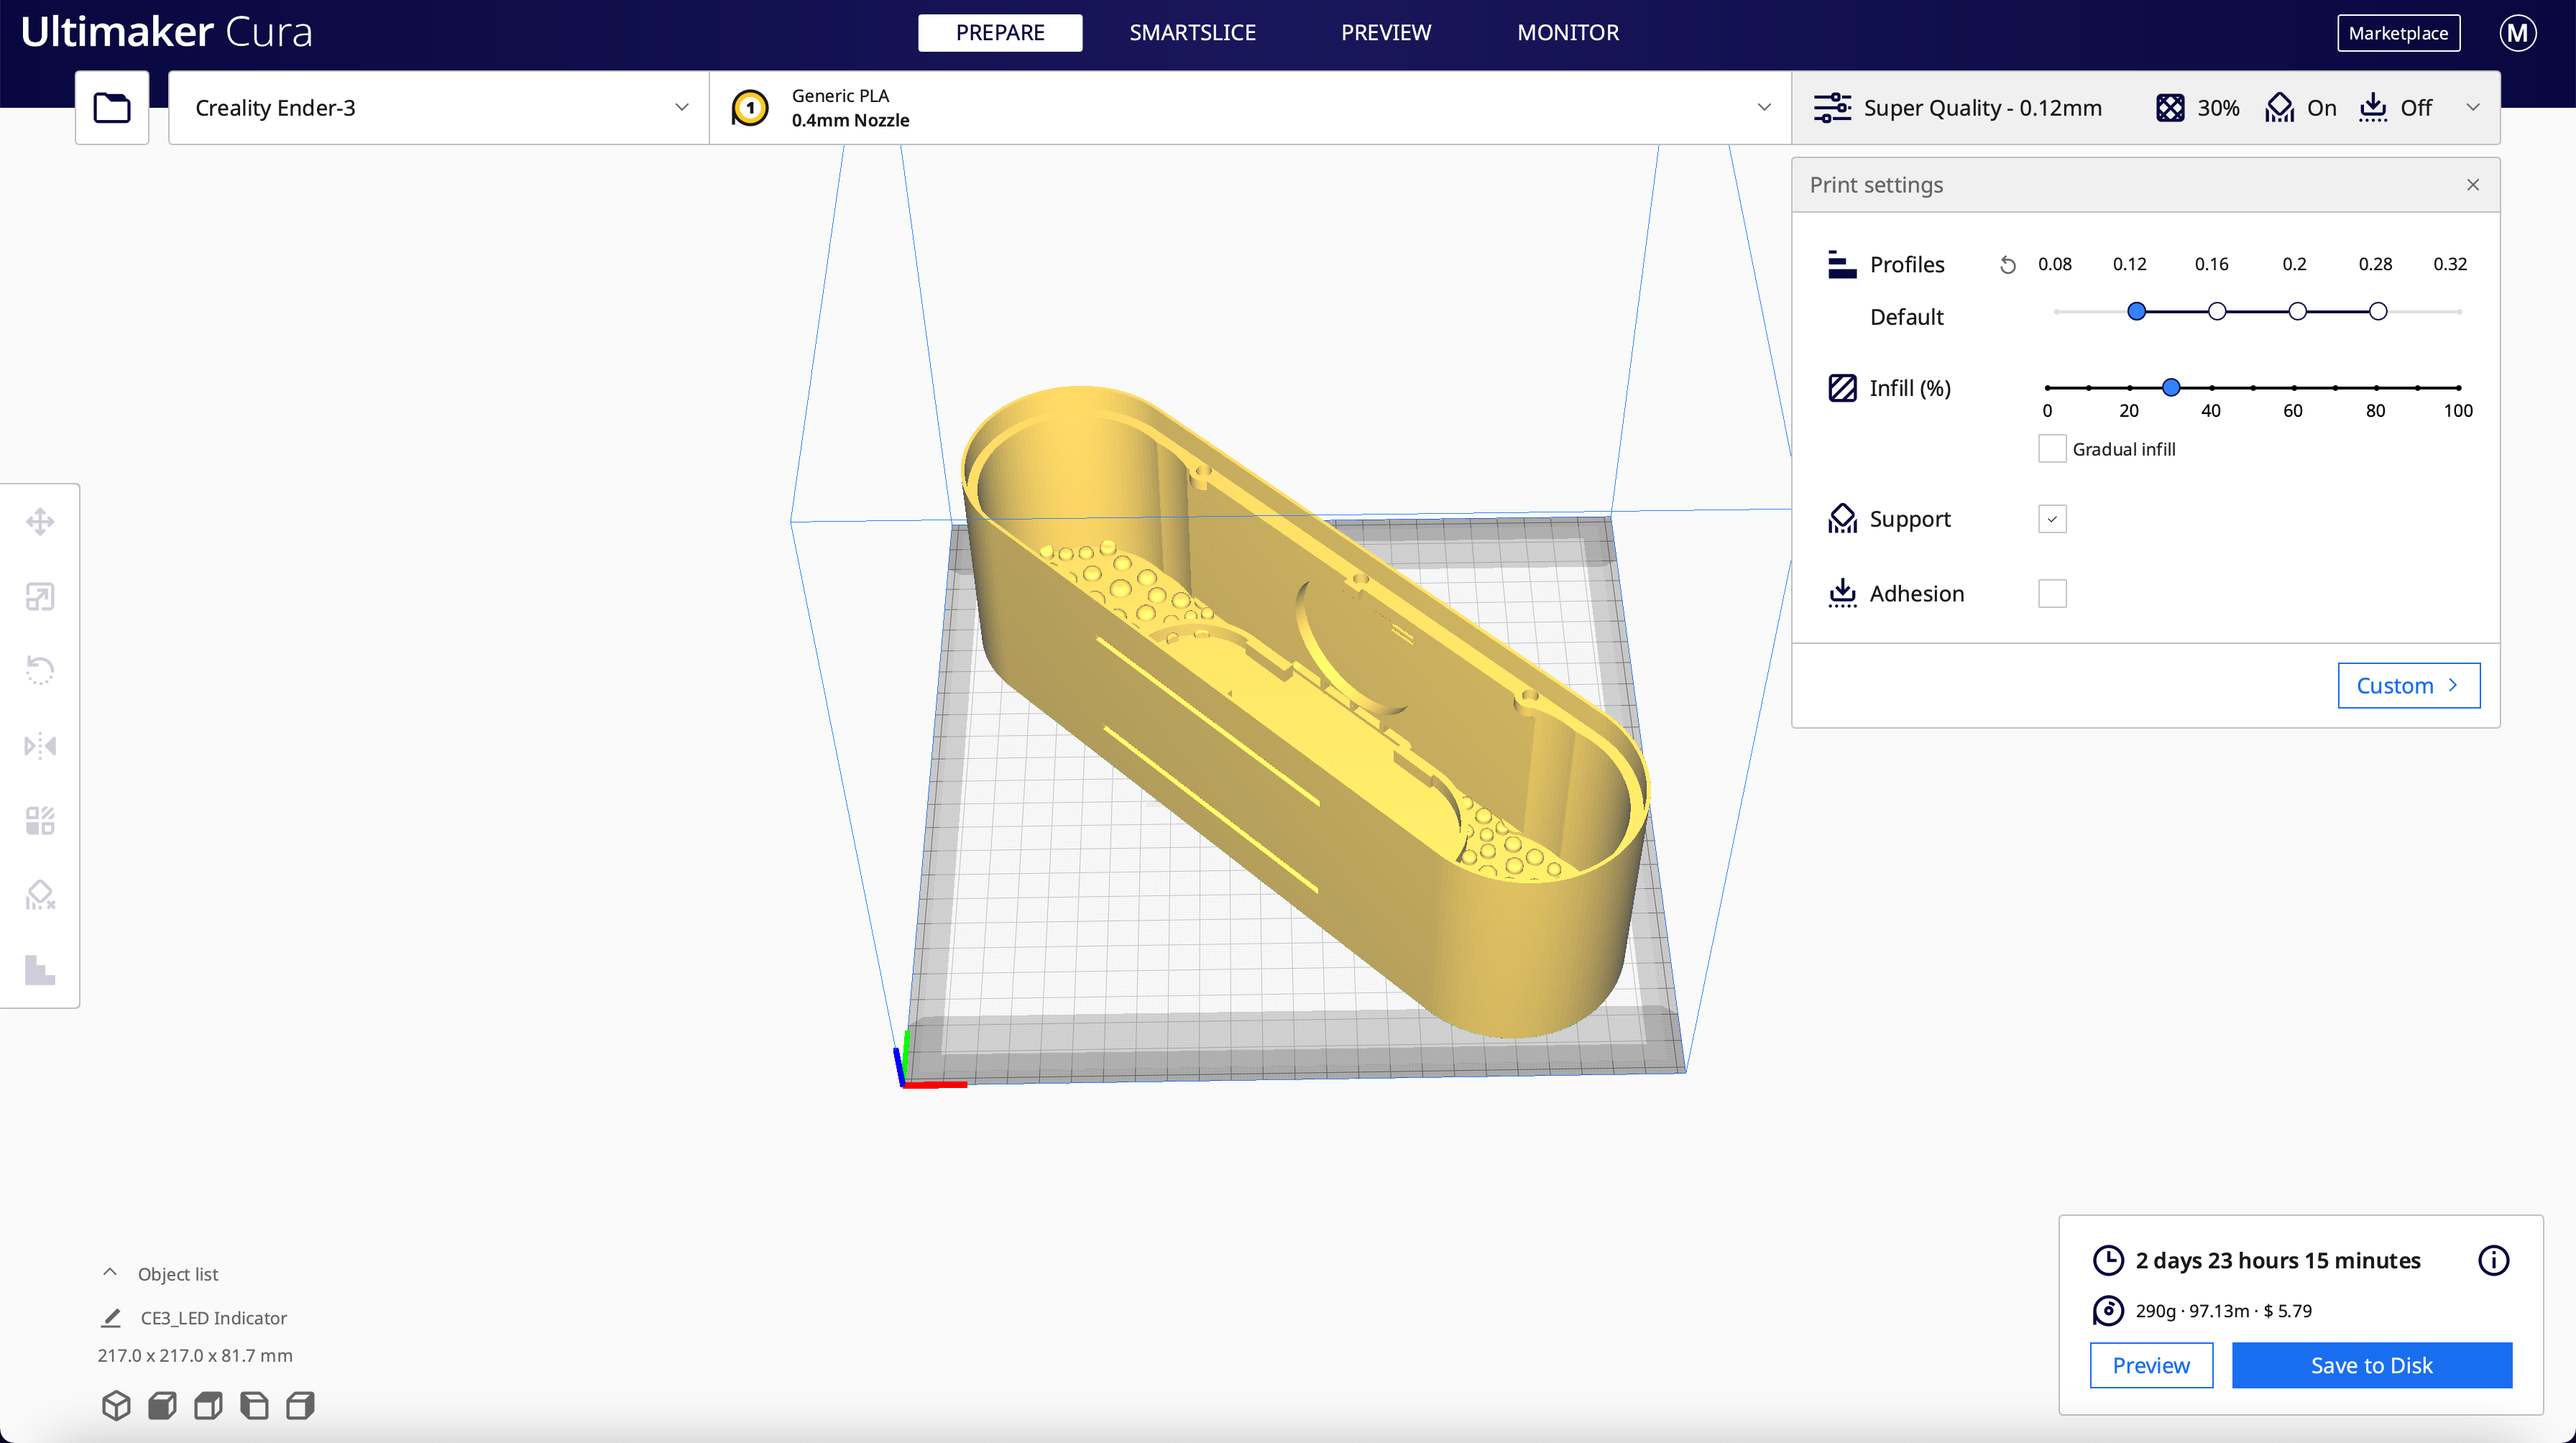 Ultimaker Cura
PREPARE
SMARTSLICE
PREVIEW
MONITOR
Marketplace
M
Creality Ender-3
1
Generic PLA
0.4mm Nozzle
Super Quality - 0.12mm
30%
On
Off
Print settings
Profiles
0.08 0.12 0.16 0.2 0.28 0.32
Default
Infill (%)
0 20 40 60 80 100
Gradual infill
Support
Adhesion
Custom
Object list
CE3_LED Indicator
217.0 x 217.0 x 81.7 mm
2 days 23 hours 15 minutes
290g · 97.13m · $ 5.79
Preview
Save to Disk